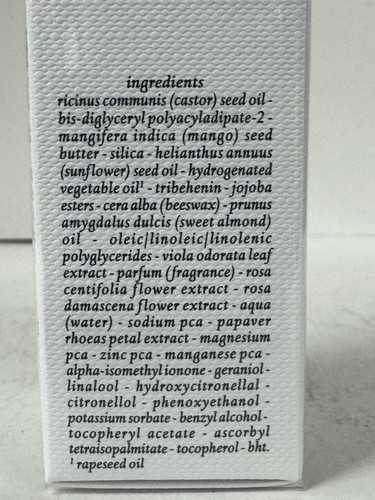 ingredients
ricinus communis (castor) seed oil -
bis-diglyceryl polyacyladipate-2 -
mangifera indica (mango) seed
butter - silica - helianthus annuus
(sunflower) seed oil - hydrogenated
vegetable oil¹ - tribehenin - jojoba
esters - cera alba (beeswax) - prunus
amygdalus dulcis (sweet almond)
oil - oleic|linoleic|linolenic
polyglycerides - viola odorata leaf
extract - parfum (fragrance) - rosa
centifolia flower extract - rosa
damascena flower extract - aqua
(water) - sodium pca - papaver
rhoeas petal extract - magnesium
pca - zinc pca - manganese pca -
alpha-isomethyl ionone - geraniol -
linalool - hydroxycitronellal -
citronellol - phenoxyethanol -
potassium sorbate - benzyl alcohol -
tocopheryl acetate - ascorbyl
tetraisopalmitate - tocopherol - bht.
¹ rapeseed oil